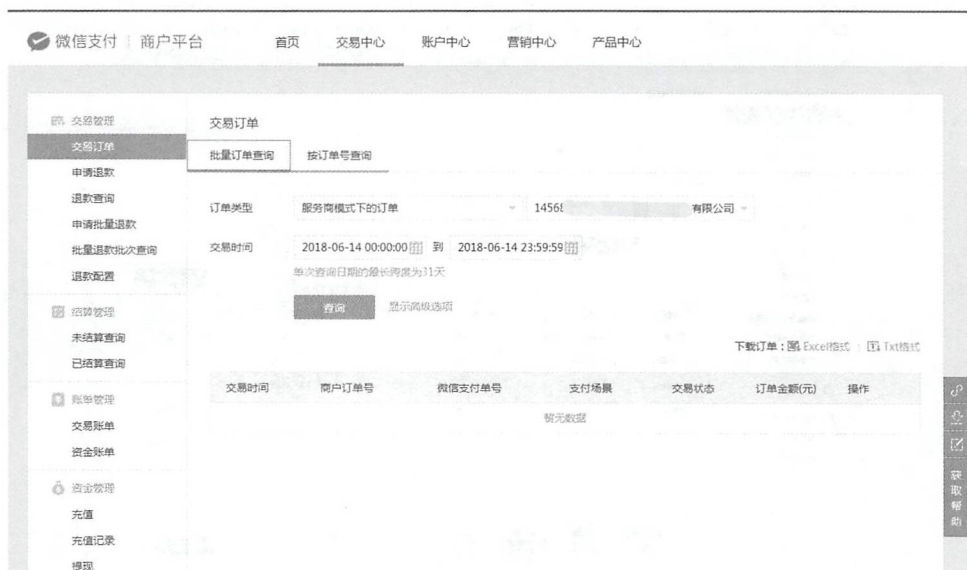 微信支付 | 商户平台
首页 交易中心 账户中心 营销中心 产品中心
交易管理
交易订单
申请退款
退款查询
申请批量退款
批量退款批次查询
退款配置
结算管理
未结算查询
已结算查询
账单管理
交易账单
资金账单
资金管理
充值
充值记录
提现
交易订单
批量订单查询 按订单号查询
订单类型 服务商模式下的订单 1456 有限公司
交易时间 2018-06-14 00:00:00 到 2018-06-14 23:59:59
单次查询日期的最长跨度为31天
查询 显示高级选项
下载订单：Excel格式 | Txt格式
交易时间 商户订单号 微信支付单号 支付场景 交易状态 订单金额(元) 操作
暂无数据
获取帮助